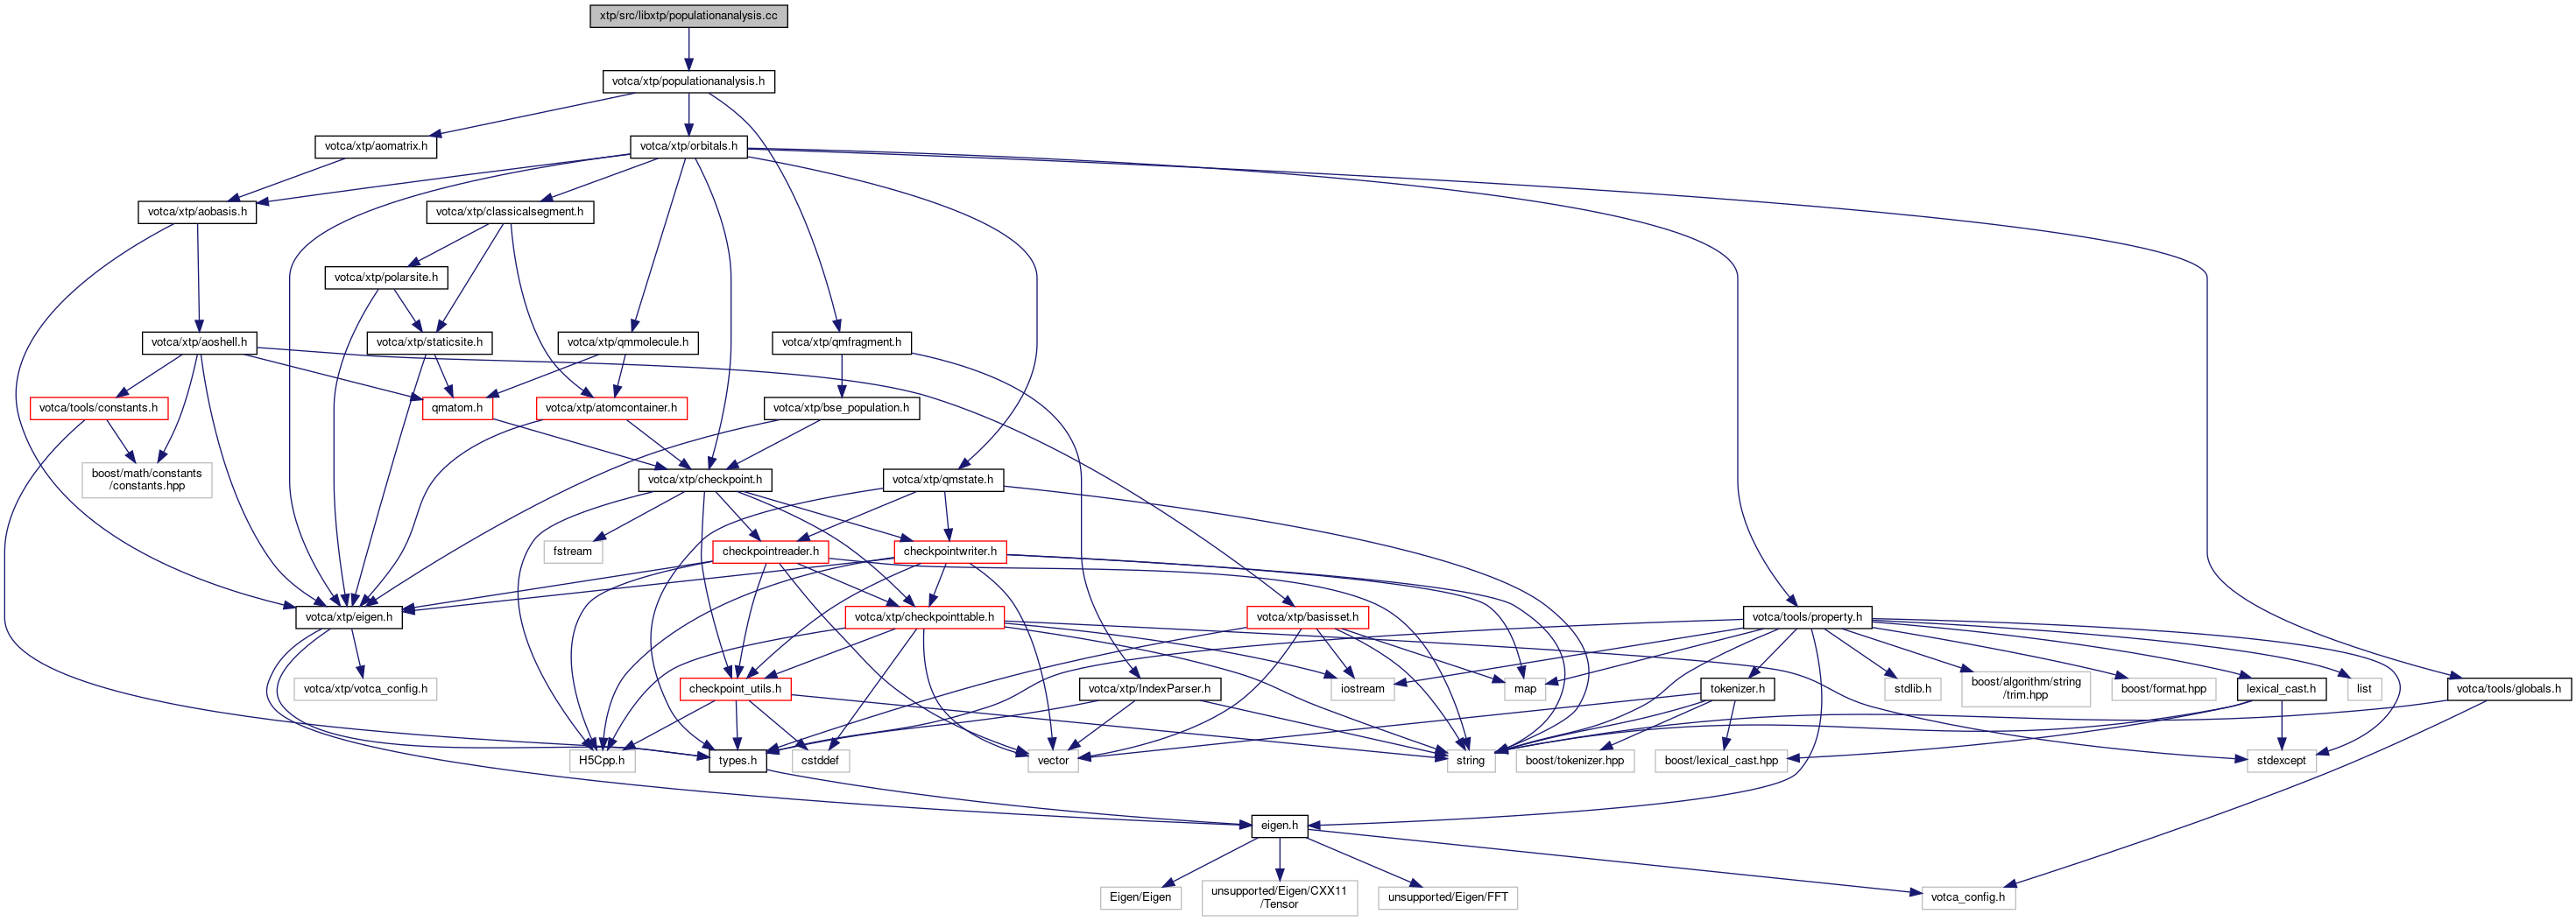 xtp/src/libxtp/populationanalysis.cc
votca/xtp/populationanalysis.h
votca/xtp/aomatrix.h
votca/xtp/orbitals.h
votca/xtp/aobasis.h
votca/xtp/classicalsegment.h
votca/xtp/polarsite.h
votca/xtp/aoshell.h
votca/xtp/staticsite.h
votca/xtp/qmmolecule.h
votca/xtp/qmfragment.h
votca/tools/constants.h
qmatom.h
votca/xtp/atomcontainer.h
votca/xtp/bse_population.h
boost/math/constants
/constants.hpp
votca/xtp/checkpoint.h
votca/xtp/qmstate.h
fstream
checkpointreader.h
checkpointwriter.h
votca/xtp/eigen.h
votca/xtp/checkpointtable.h
votca/xtp/basisset.h
votca/tools/property.h
votca/xtp/votca_config.h
checkpoint_utils.h
votca/xtp/IndexParser.h
iostream
map
tokenizer.h
stdlib.h
boost/algorithm/string
/trim.hpp
boost/format.hpp
lexical_cast.h
list
votca/tools/globals.h
H5Cpp.h
types.h
cstddef
vector
string
boost/tokenizer.hpp
boost/lexical_cast.hpp
stdexcept
eigen.h
Eigen/Eigen
unsupported/Eigen/CXX11
/Tensor
unsupported/Eigen/FFT
votca_config.h